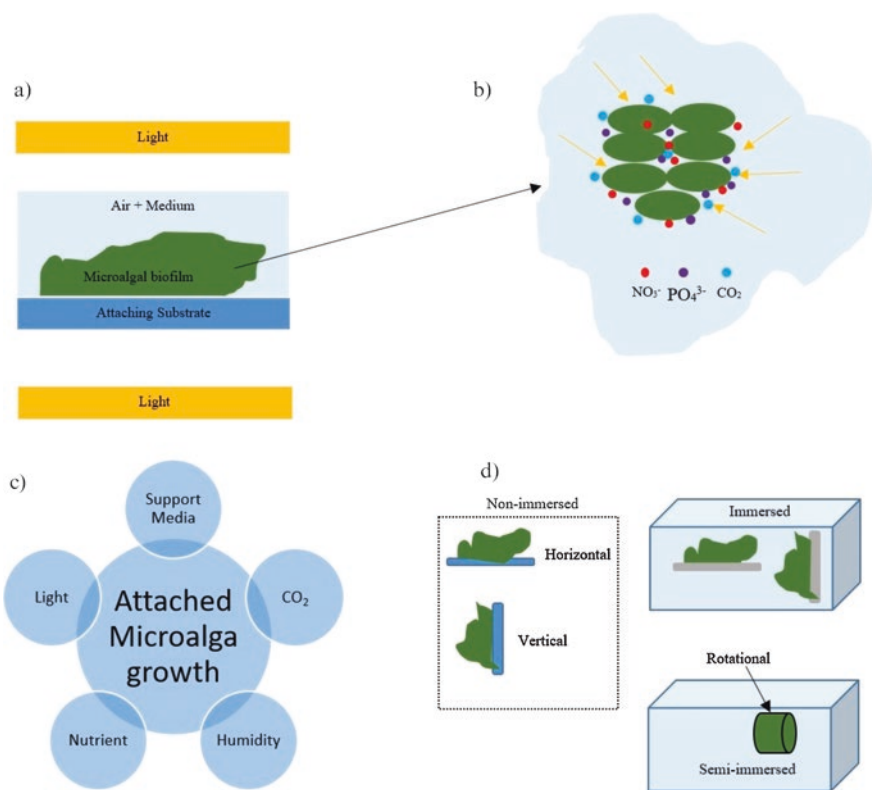 a)
Light
Air + Medium
Microalgal biofilm
Attaching Substrate
Light
b)
NO₃⁻ PO₄³⁻ CO₂
c)
Support
Media
Light
CO₂
Attached
Microalga
growth
Nutrient
Humidity
d)
Non-immersed
Horizontal
Vertical
Immersed
Rotational
Semi-immersed